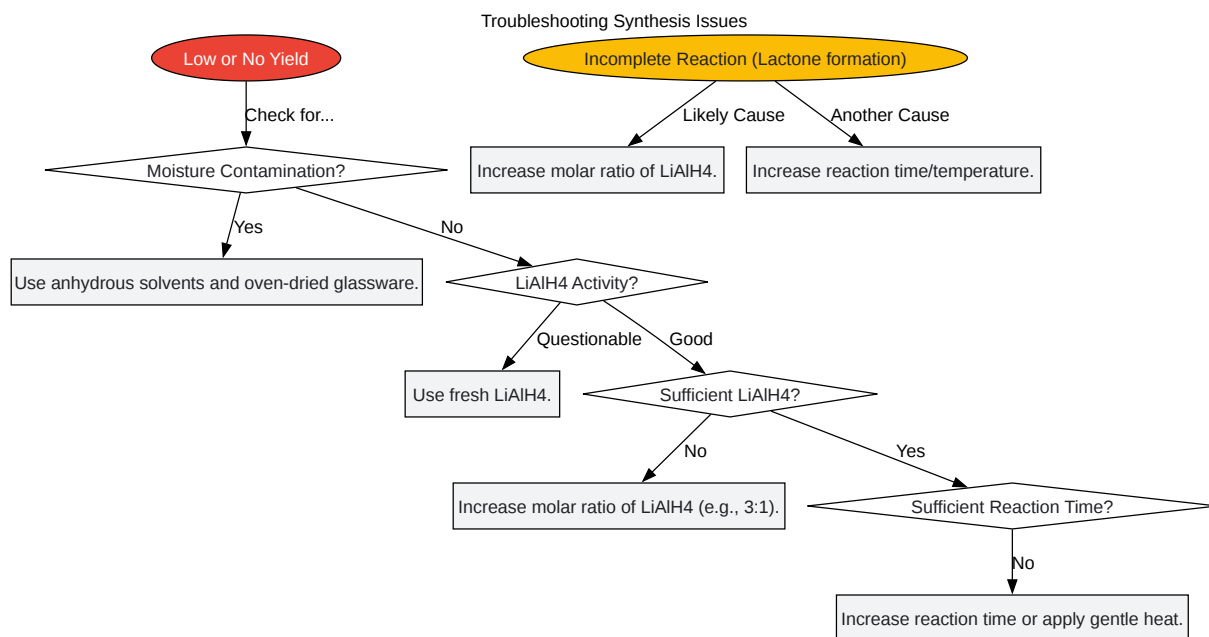 Troubleshooting Synthesis Issues
Low or No Yield
Incomplete Reaction (Lactone formation)
Check for...
Likely Cause
Another Cause
Moisture Contamination?
Increase molar ratio of LiAlH4.
Increase reaction time/temperature.
Yes
No
Use anhydrous solvents and oven-dried glassware.
LiAlH4 Activity?
Questionable
Good
Use fresh LiAlH4.
Sufficient LiAlH4?
No
Yes
Increase molar ratio of LiAlH4 (e.g., 3:1).
Sufficient Reaction Time?
No
Increase reaction time or apply gentle heat.